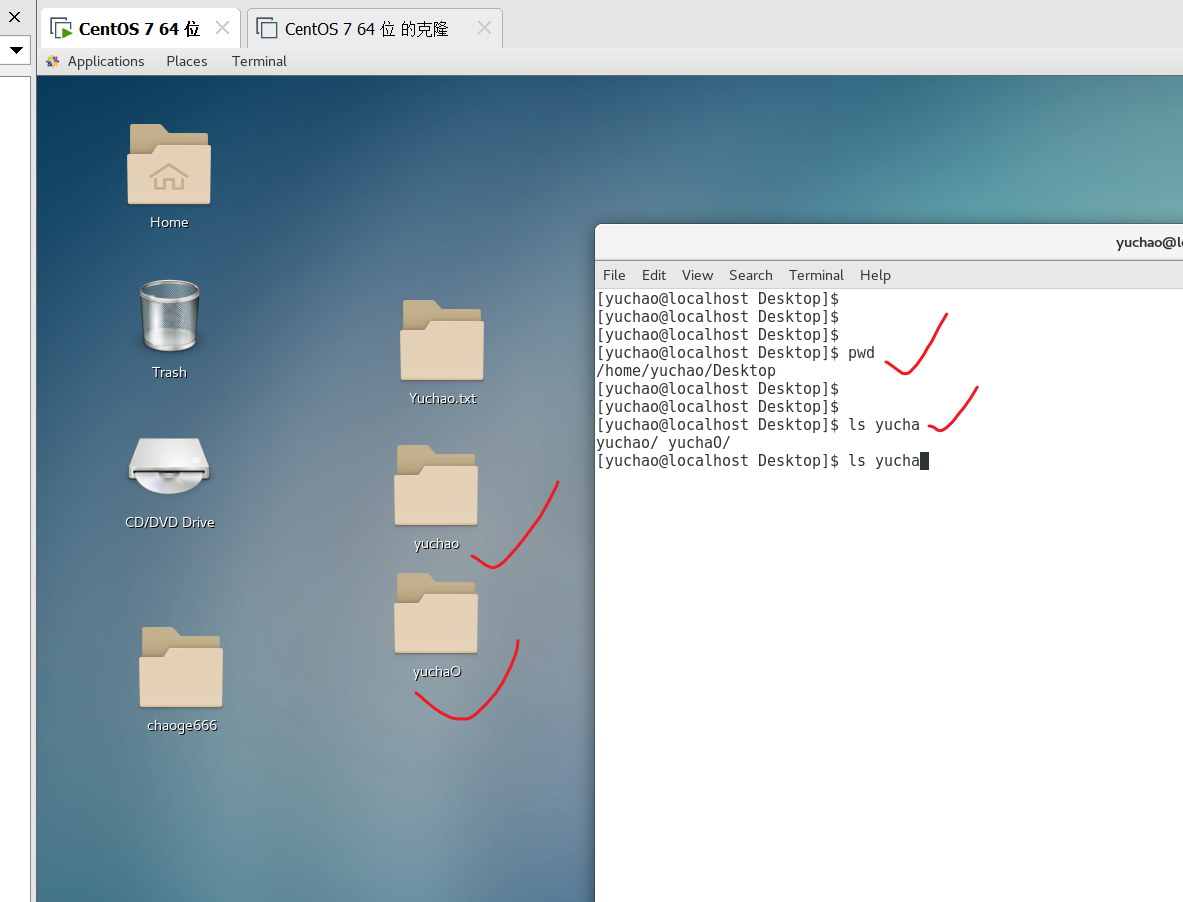 CentOS 7 64 位
CentOS 7 64 位 的克隆
Applications Places Terminal
Home
Trash
CD/DVD Drive
chaoge666
Yuchao.txt
yuchao
yuchaO
yuchao@l
File Edit View Search Terminal Help
[yuchao@localhost Desktop]$
[yuchao@localhost Desktop]$
[yuchao@localhost Desktop]$
[yuchao@localhost Desktop]$ pwd
/home/yuchao/Desktop
[yuchao@localhost Desktop]$
[yuchao@localhost Desktop]$
[yuchao@localhost Desktop]$ ls yucha
yuchao/ yuchaO/
[yuchao@localhost Desktop]$ ls yucha